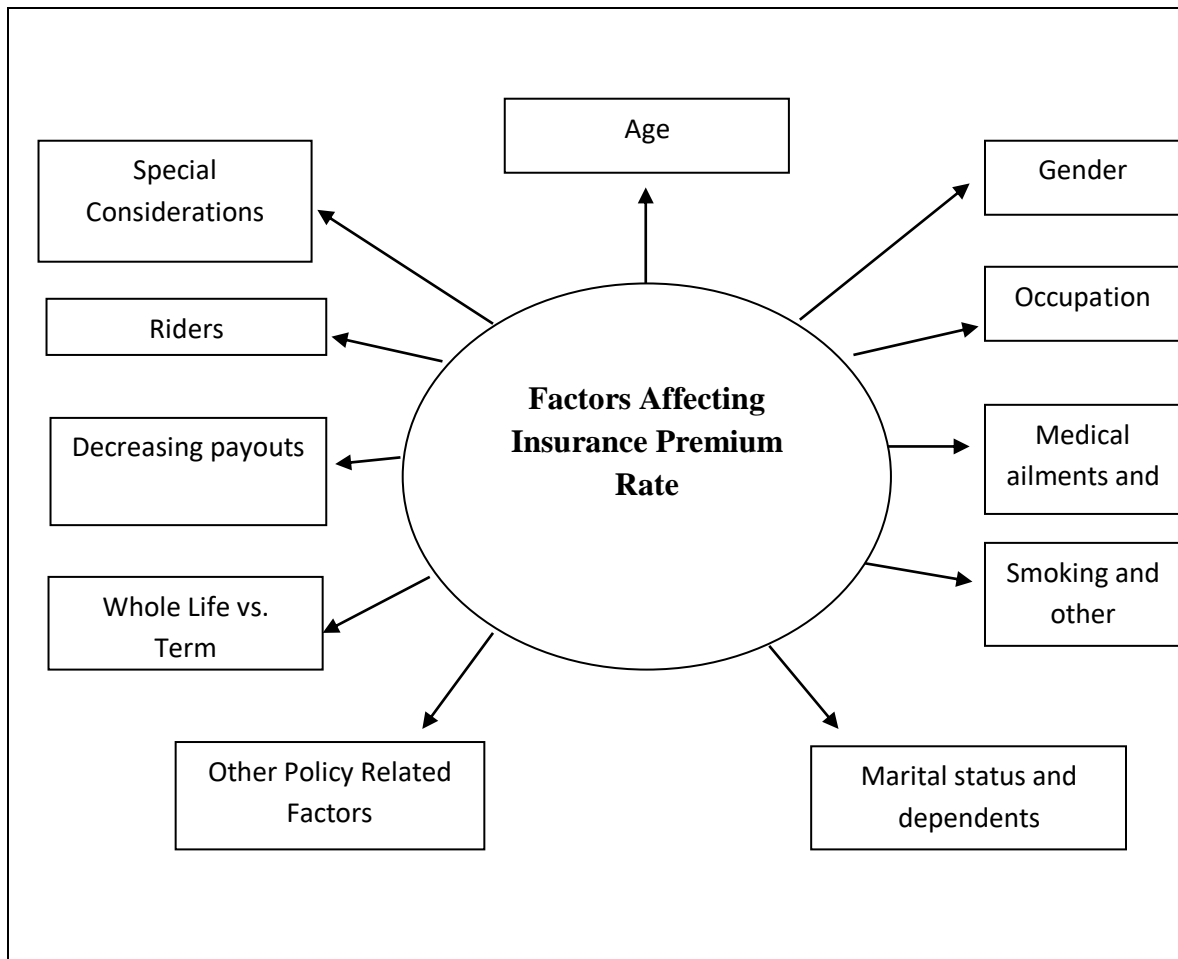 Age
Special
Considerations
Gender
Riders
Occupation
Factors Affecting
Insurance Premium
Rate
Decreasing payouts
Medical
ailments and
Whole Life vs.
Term
Smoking and
other
Other Policy Related
Factors
Marital status and
dependents